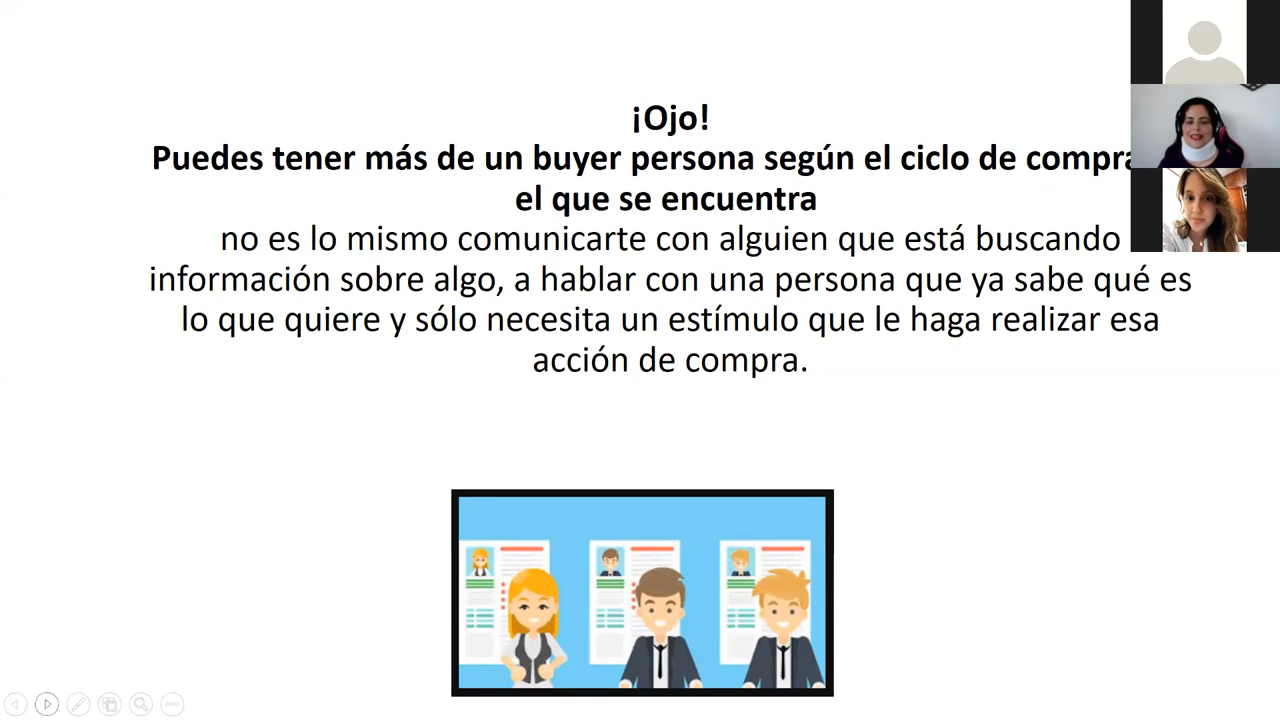 ¡Ojo!
Puedes tener más de un buyer persona según el ciclo de compra
el que se encuentra
no es lo mismo comunicarte con alguien que está buscando
información sobre algo, a hablar con una persona que ya sabe qué es
lo que quiere y sólo necesita un estímulo que le haga realizar esa
acción de compra.